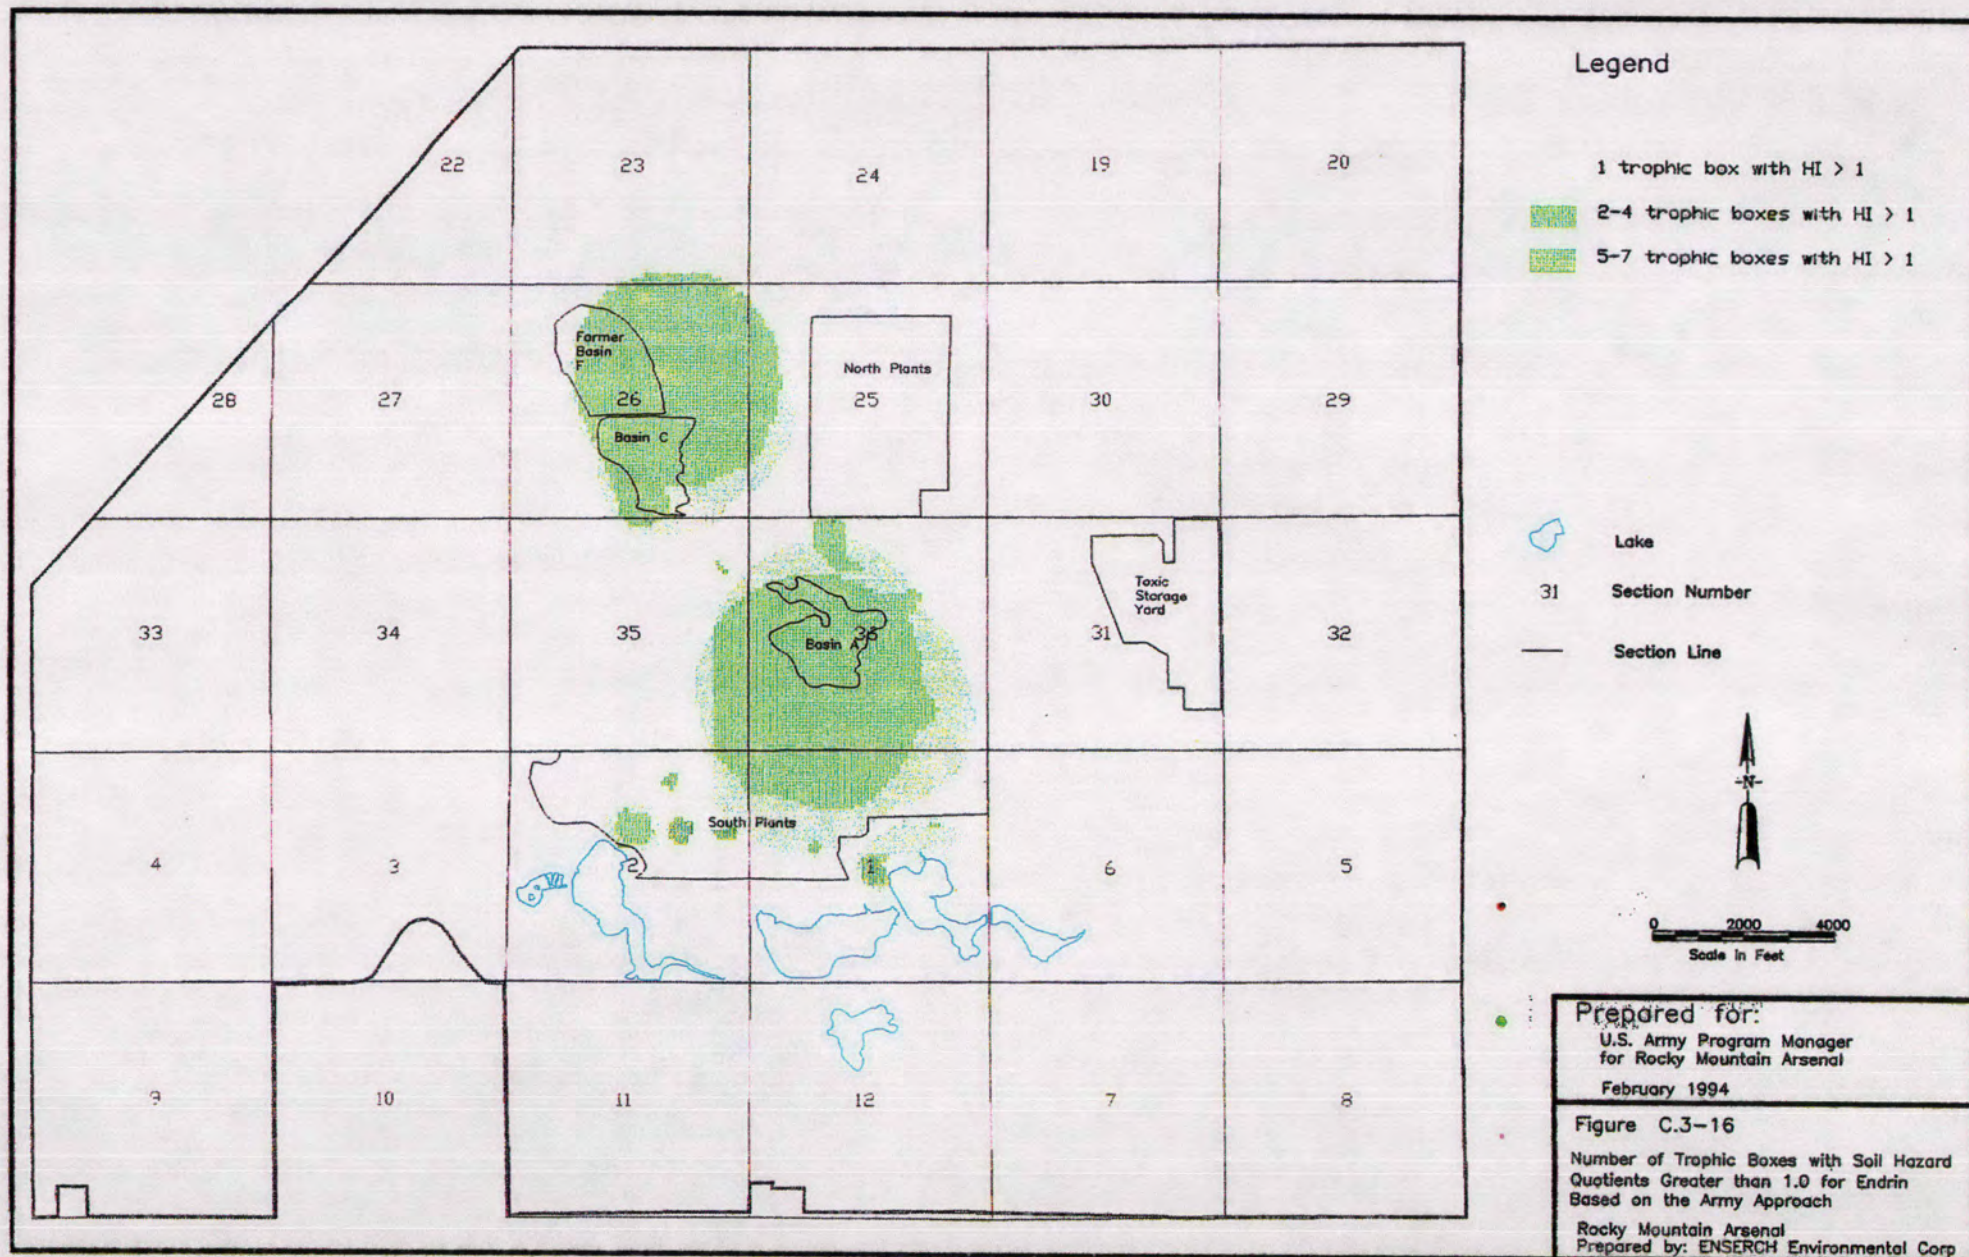 Legend
1 trophic box with HI > 1
2-4 trophic boxes with HI > 1
5-7 trophic boxes with HI > 1
Lake
31 Section Number
Section Line
-N-
0 2000 4000
Scale in Feet
22 23 24 19 20
Former
Basin
F
North Plants
28 27 26 25 30 29
Basin C
Toxic
Storage
Yard
33 34 35 36 31 32
Basin A
South Plants
4 3 2 1 6 5
9 10 11 12 7 8
Prepared for:
U.S. Army Program Manager
for Rocky Mountain Arsenal
February 1994
Figure C.3-16
Number of Trophic Boxes with Soil Hazard
Quotients Greater than 1.0 for Endrin
Based on the Army Approach
Rocky Mountain Arsenal
Prepared by: ENSERCH Environmental Corp